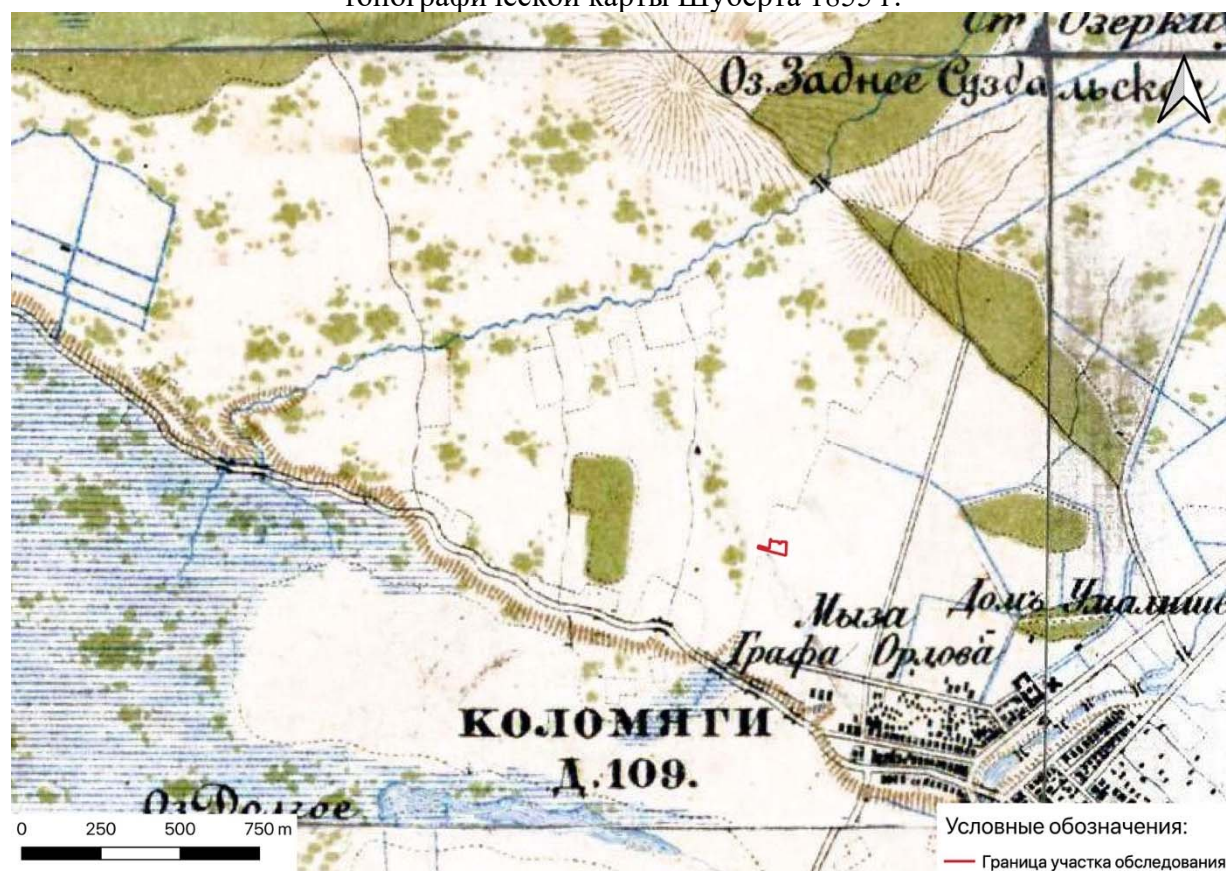 топографической карты Шуберта 1855 г.
Ст Озерки
Оз. Заднее Суздальское
Мыза
Графа Орлова
Домъ Умалиш
КОЛОМЯГИ
Д. 109.
Оз Долгое
0 250 500 750 m
Условные обозначения:
Граница участка обследования